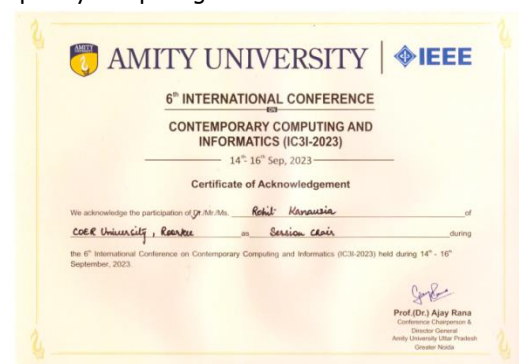 AMITY UNIVERSITY IEEE
6th INTERNATIONAL CONFERENCE
ON
CONTEMPORARY COMPUTING AND
INFORMATICS (IC3I-2023)
14th- 16th Sep, 2023
Certificate of Acknowledgement
We acknowledge the participation of Dr./Mr./Ms. Rohit Kanauzia of
COER University, Roorkee as Session Chair during
the 6th International Conference on Contemporary Computing and Informatics (IC3I-2023) held during 14th - 16th
September, 2023.
Prof.(Dr.) Ajay Rana
Conference Chairperson &
Director General
Amity University Uttar Pradesh
Greater Noida